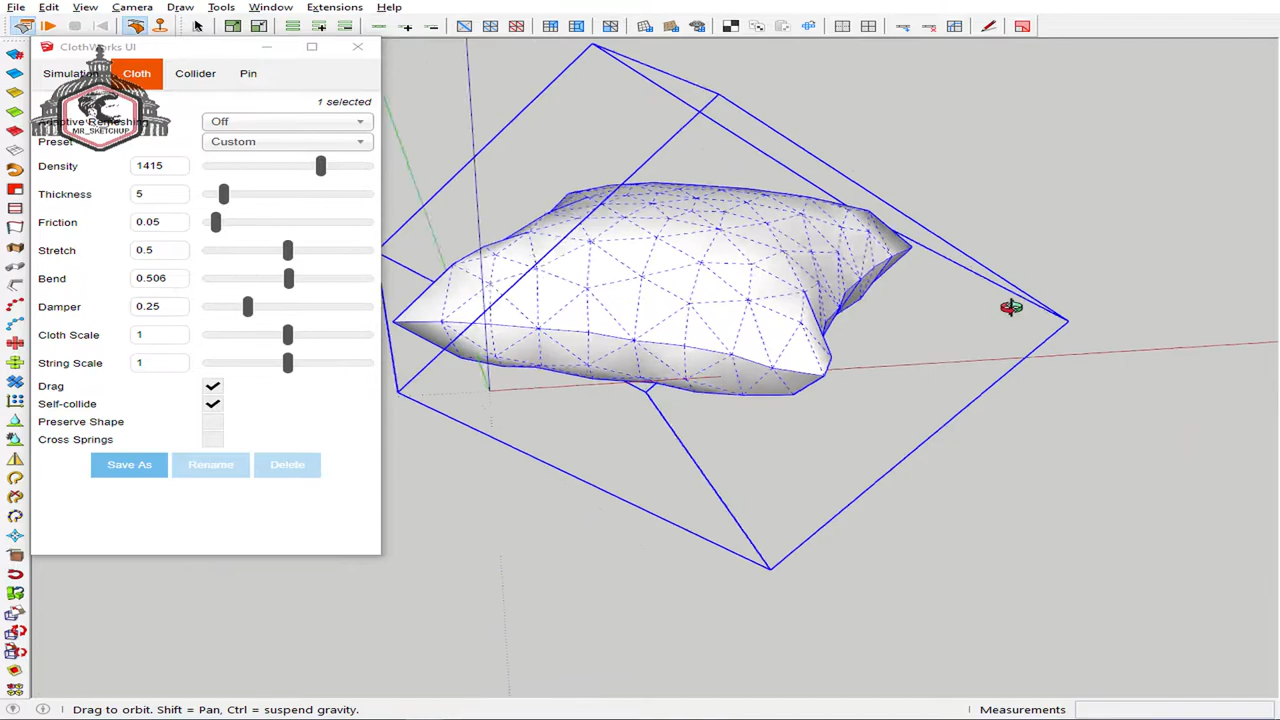 File Edit View Camera Draw Tools Window Extensions Help
ClothWorks UI
Simulation Cloth Collider Pin
1 selected
Adaptive Remeshing Off
MR_SKETCHUP
Preset Custom
Density 1415
Thickness 5
Friction 0.05
Stretch 0.5
Bend 0.506
Damper 0.25
Cloth Scale 1
String Scale 1
Drag
Self-collide
Preserve Shape
Cross Springs
Save As Rename Delete
Drag to orbit. Shift = Pan, Ctrl = suspend gravity. Measurements